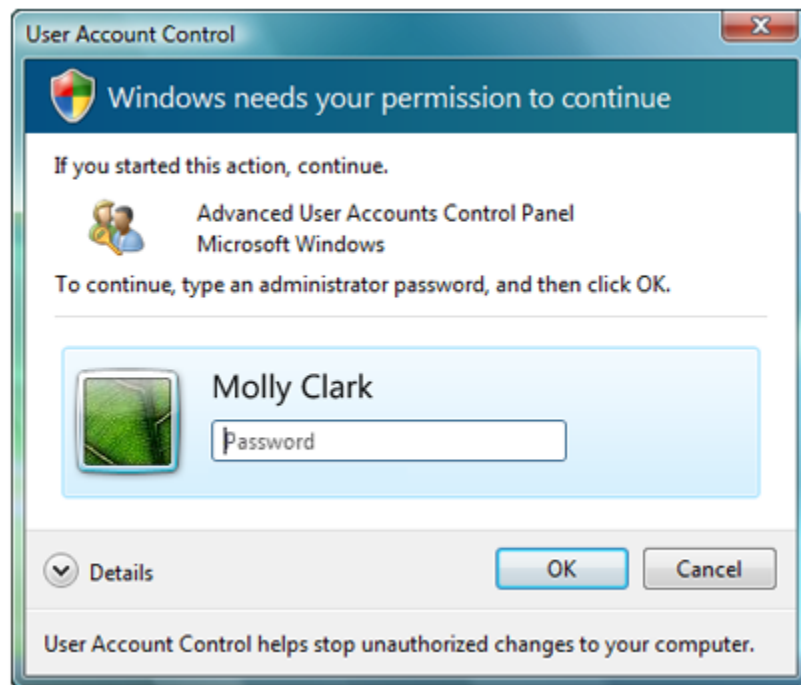 User Account Control
Windows needs your permission to continue
If you started this action, continue.
Advanced User Accounts Control Panel
Microsoft Windows
To continue, type an administrator password, and then click OK.
Molly Clark
Password
Details
OK
Cancel
User Account Control helps stop unauthorized changes to your computer.